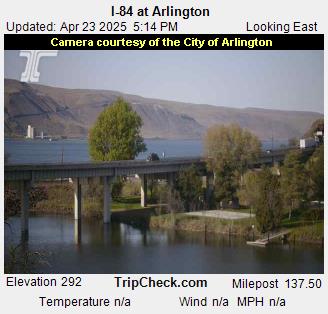 I-84 at Arlington
Updated: Apr 23 2025 5:14 PM Looking East
Camera courtesy of the City of Arlington
Elevation 292 TripCheck.com Milepost 137.50
Temperature n/a Wind n/a MPH n/a